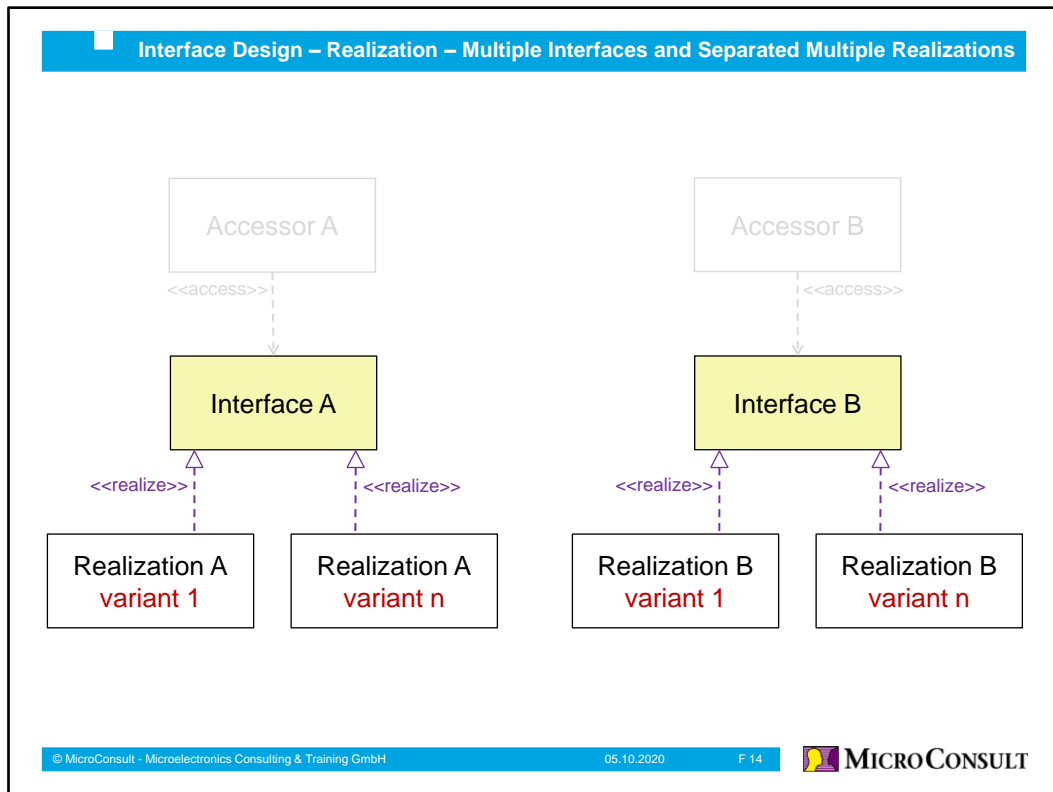 Interface Design – Realization – Multiple Interfaces and Separated Multiple Realizations
Accessor A
Accessor B
<<access>>
<<access>>
Interface A
Interface B
<<realize>>
<<realize>>
<<realize>>
<<realize>>
Realization A
variant 1
Realization A
variant n
Realization B
variant 1
Realization B
variant n
© MicroConsult - Microelectronics Consulting & Training GmbH
05.10.2020
F 14
MICROCONSULT